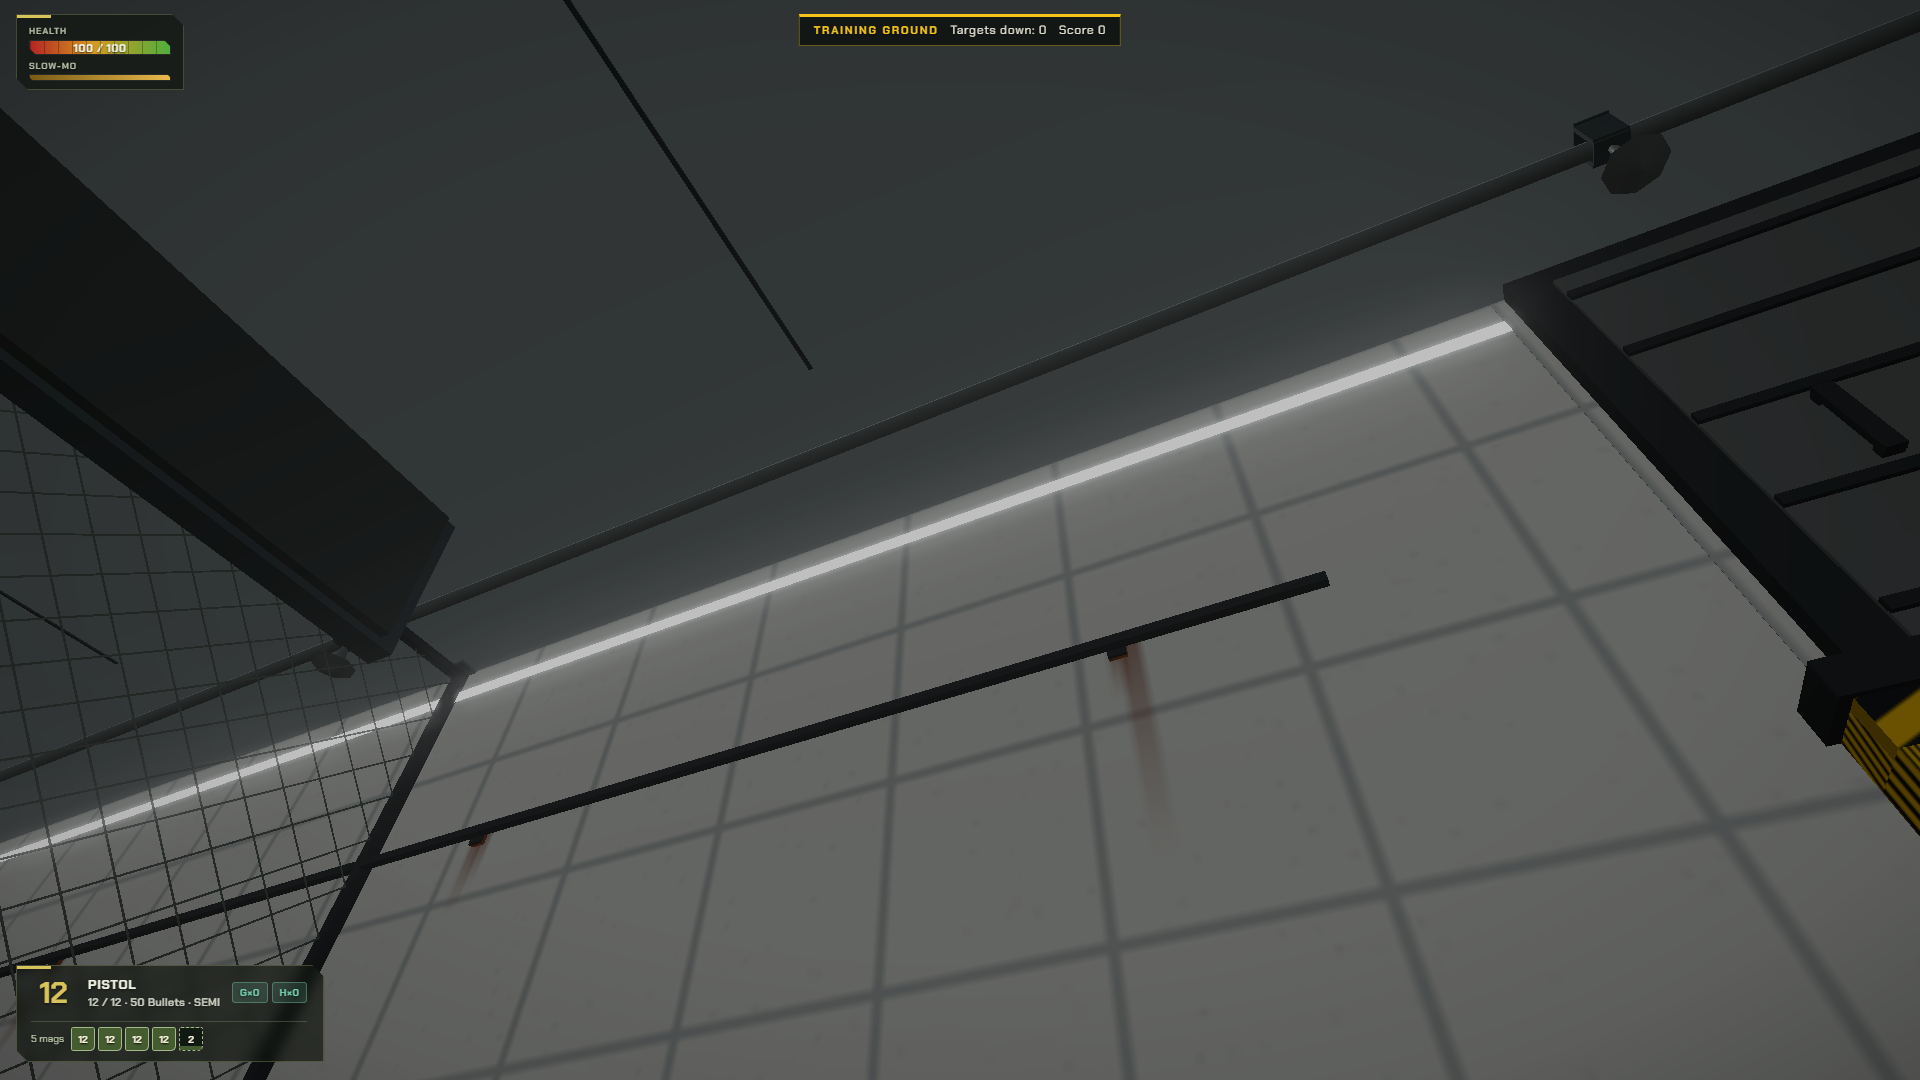 HEALTH
100 / 100
SLOW-MO
TRAINING GROUND Targets down: 0 Score 0
12 PISTOL
12 / 12 · 50 Bullets · SEMI
G×0 H×0
5 mags 12 12 12 12 2